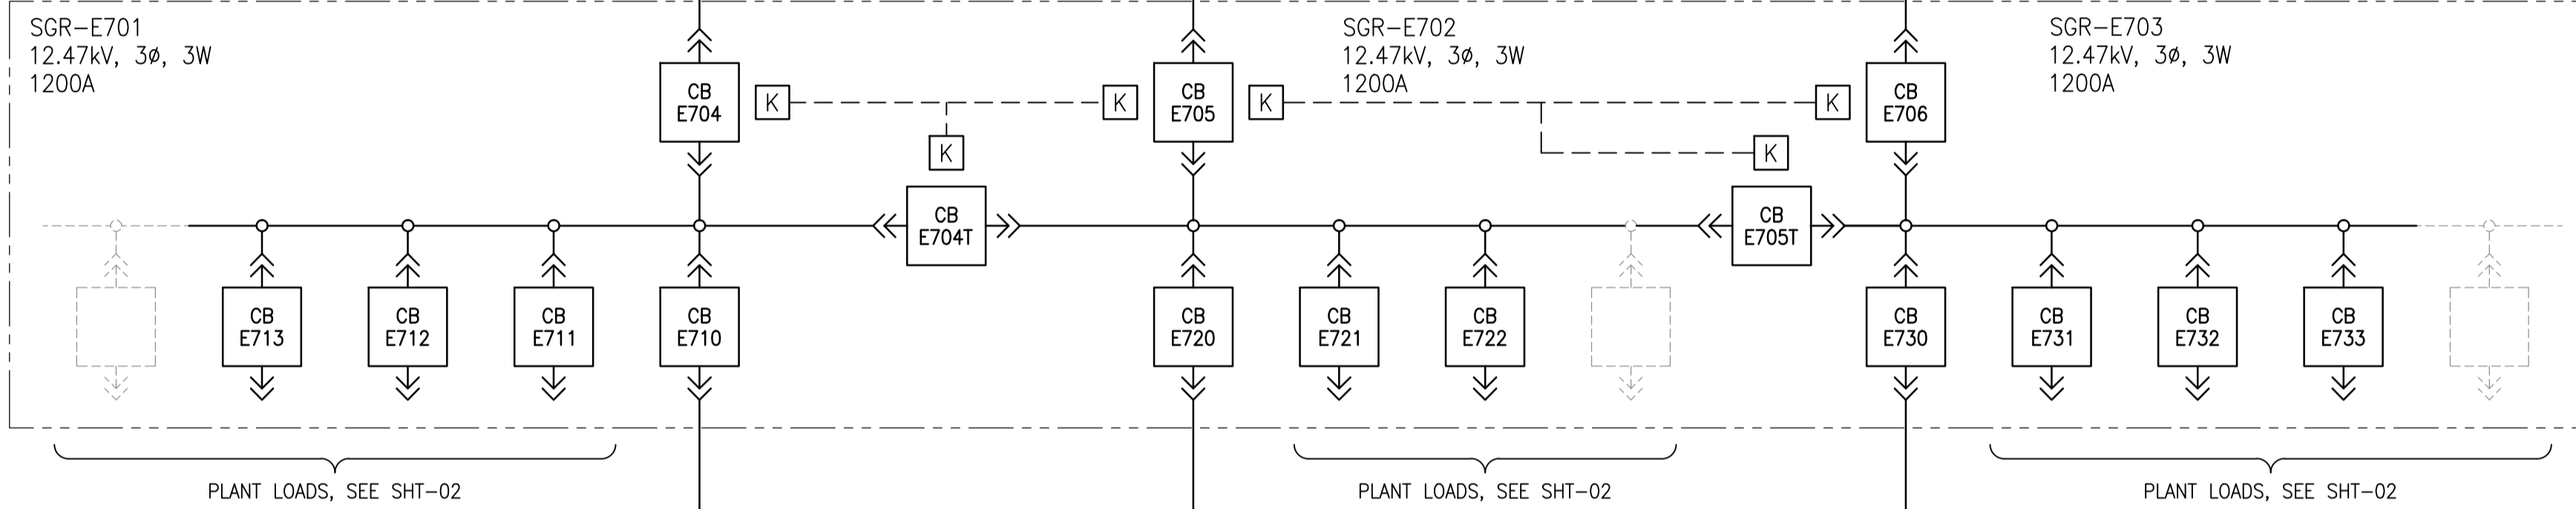 SGR-E701
12.47kV, 3ø, 3W
1200A
SGR-E702
12.47kV, 3ø, 3W
1200A
SGR-E703
12.47kV, 3ø, 3W
1200A
CB
E704
K
K
CB
E705
K
K
CB
E706
K
K
CB
E704T
CB
E705T
CB
E713
CB
E712
CB
E711
CB
E710
CB
E720
CB
E721
CB
E722
CB
E730
CB
E731
CB
E732
CB
E733
PLANT LOADS, SEE SHT-02
PLANT LOADS, SEE SHT-02
PLANT LOADS, SEE SHT-02